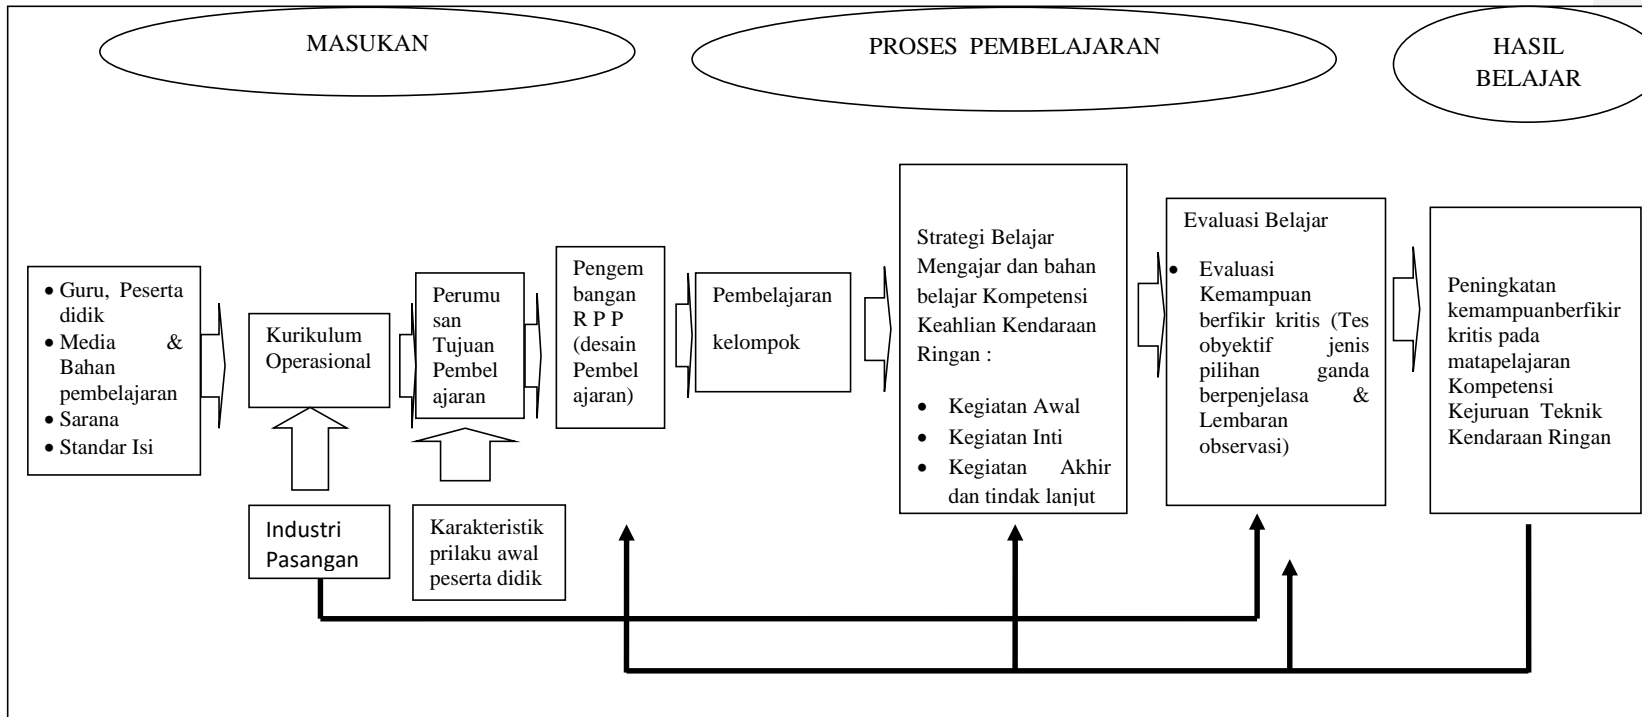 MASUKAN
PROSES PEMBELAJARAN
HASIL
BELAJAR
• Guru, Peserta
didik
• Media &
Bahan
pembelajaran
• Sarana
• Standar Isi
Kurikulum
Operasional
Industri
Pasangan
Perumu
san
Tujuan
Pembel
ajaran
Karakteristik
prilaku awal
peserta didik
Pengem
bangan
R P P
(desain
Pembel
ajaran)
Pembelajaran
kelompok
Strategi Belajar
Mengajar dan bahan
belajar Kompetensi
Keahlian Kendaraan
Ringan :
• Kegiatan Awal
• Kegiatan Inti
• Kegiatan Akhir
dan tindak lanjut
Evaluasi Belajar
• Evaluasi
Kemampuan
berfikir kritis (Tes
obyektif jenis
pilihan ganda
berpenjelasa &
Lembaran
observasi)
Peningkatan
kemampuanberfikir
kritis pada
matapelajaran
Kompetensi
Kejuruan Teknik
Kendaraan Ringan